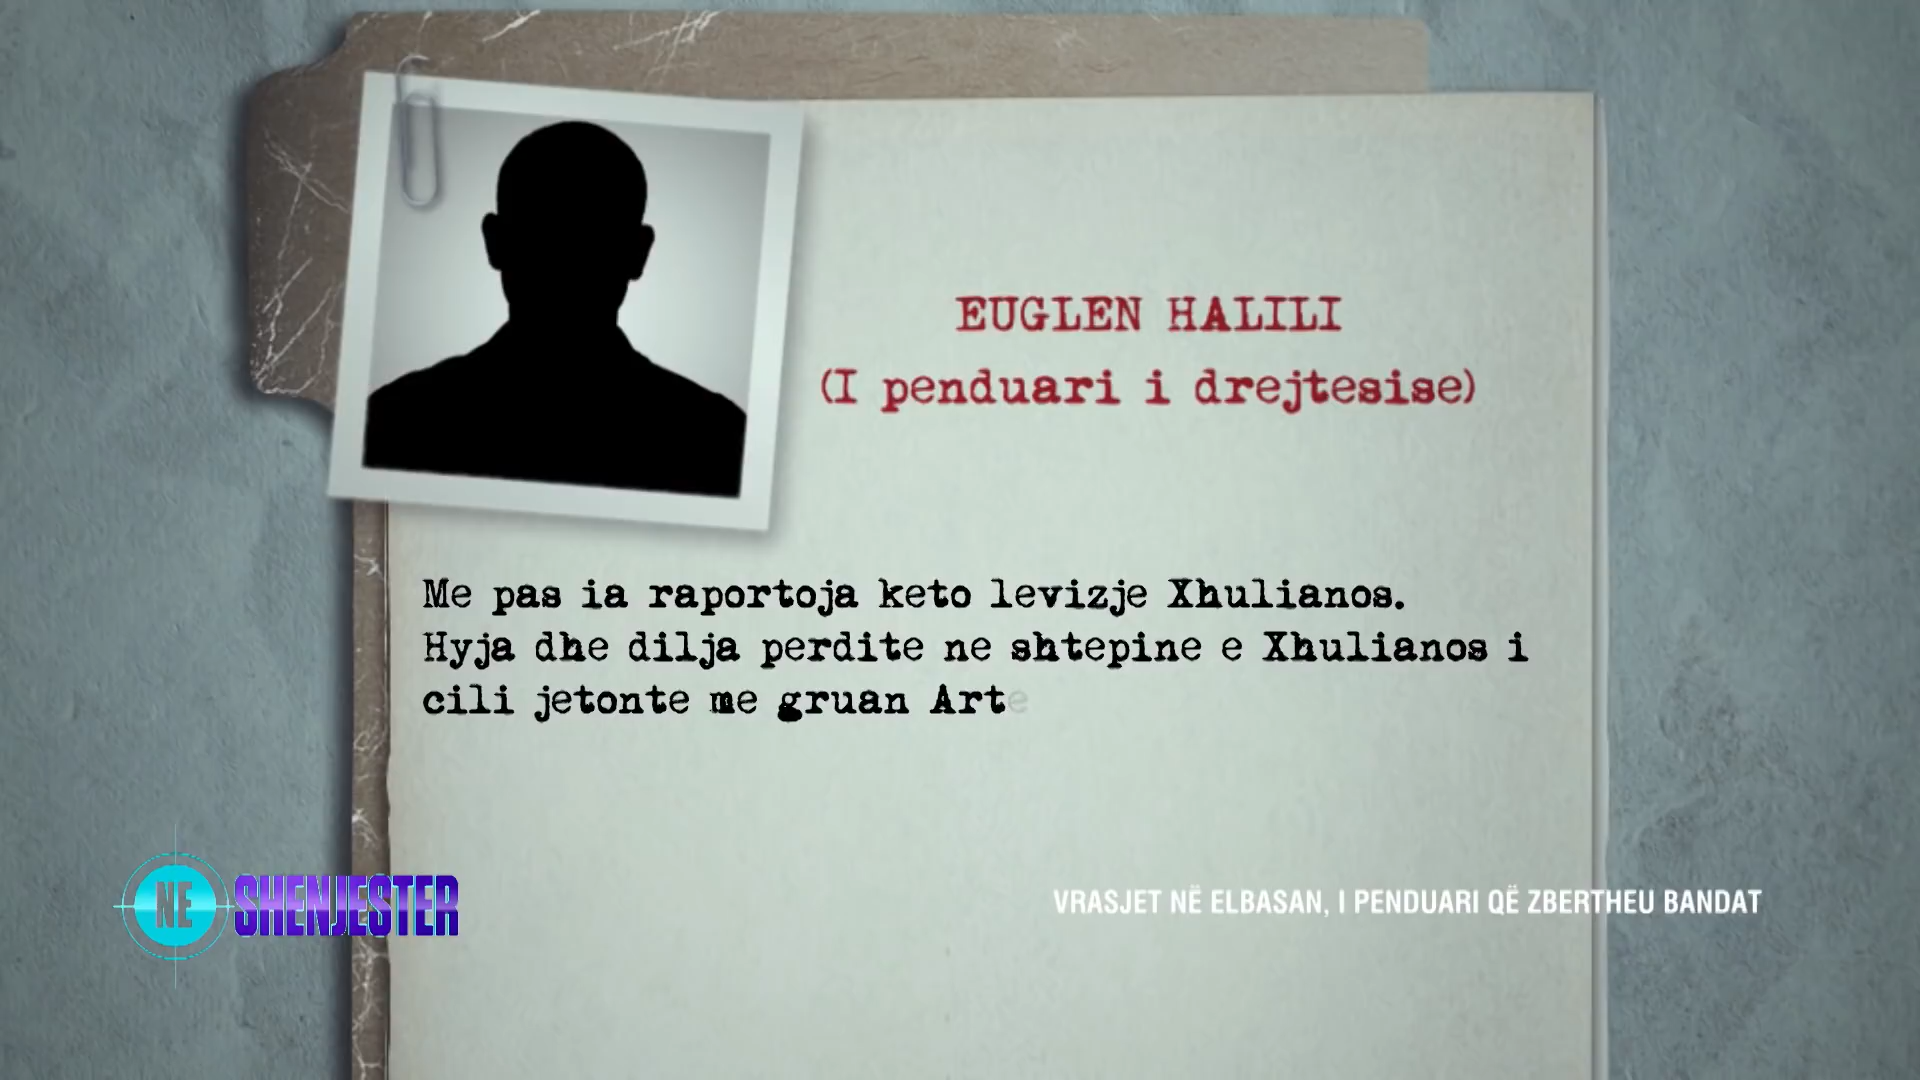 EUGLEN HALILI
(I penduari i drejtesise)
Me pas ia raportoja keto levizje Xhulianos.
Hyja dhe dilja perdite ne shtepine e Xhulianos i
cili jetonte me gruan Arte
NE SHENJESTER
VRASJET NË ELBASAN, I PENDUARI QË ZBERTHEU BANDAT